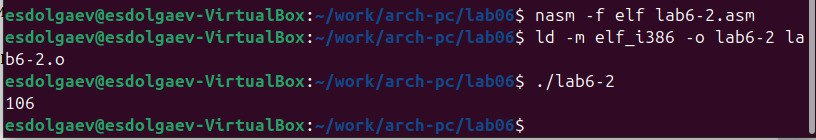 esdolgaev@esdolgaev-VirtualBox:~/work/arch-pc/lab06$ nasm -f elf lab6-2.asm
esdolgaev@esdolgaev-VirtualBox:~/work/arch-pc/lab06$ ld -m elf_i386 -o lab6-2 la
b6-2.o
esdolgaev@esdolgaev-VirtualBox:~/work/arch-pc/lab06$ ./lab6-2
106
esdolgaev@esdolgaev-VirtualBox:~/work/arch-pc/lab06$